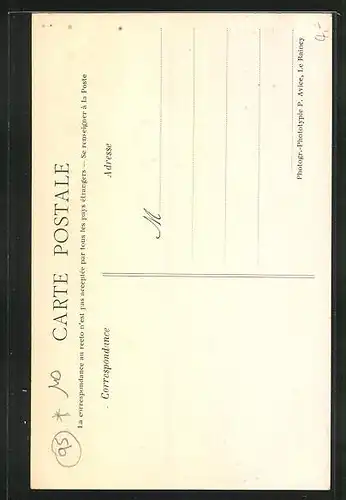 CARTE POSTALE
La correspondance au recto n'est pas acceptée par tous les pays étrangers — Se renseigner à la Poste
Correspondance
Adresse
M
Photogr.-Phototypie P. Avice, Le Raincy
95 *
4,-